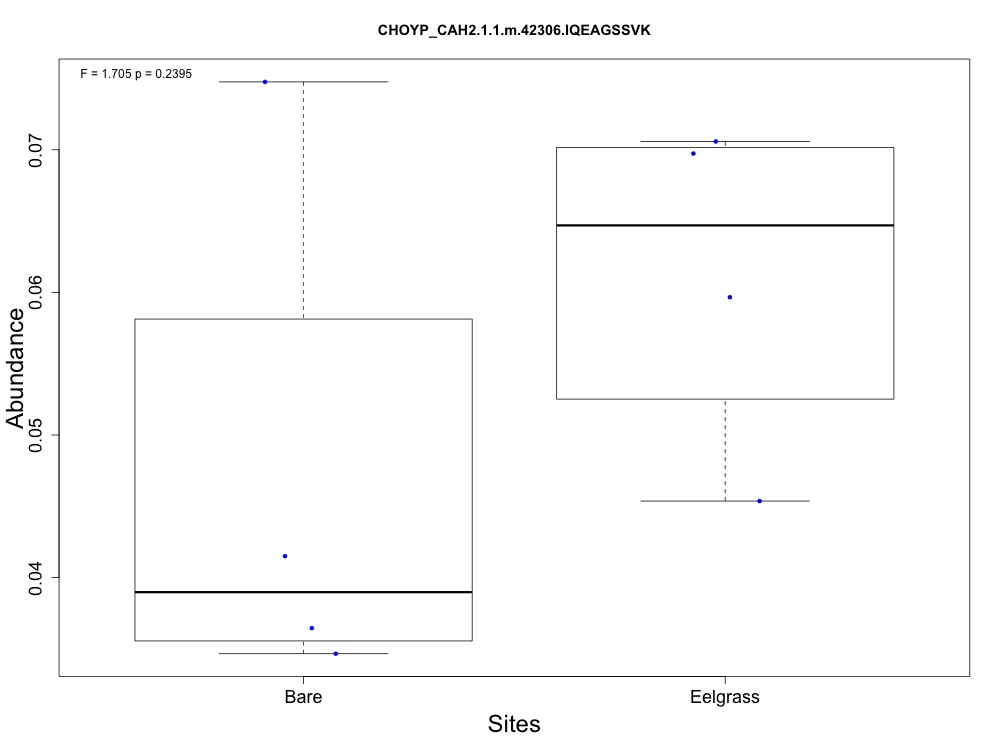 CHOYP_CAH2.1.1.m.42306.IQEAGSSVK
F = 1.705 p = 0.2395
0.07
0.06
0.05
0.04
Abundance
Bare
Eelgrass
Sites